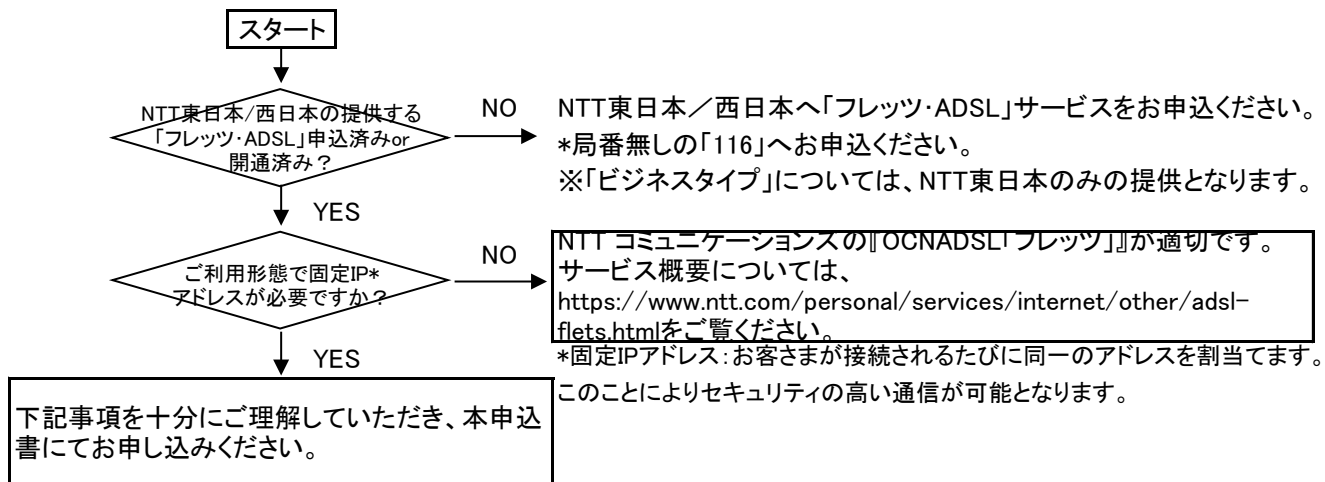 スタート
NTT東日本/西日本の提供する
「フレッツ・ADSL」申込済みor
開通済み？
NO
NTT東日本／西日本へ「フレッツ・ADSL」サービスをお申込ください。
*局番無しの「116」へお申込ください。
※「ビジネスタイプ」については、NTT東日本のみの提供となります。
YES
ご利用形態で固定IP*
アドレスが必要ですか？
NO
NTT コミュニケーションズの『OCNADSL「フレッツ」』が適切です。
サービス概要については、
https://www.ntt.com/personal/services/internet/other/adsl-
flets.htmlをご覧ください。
*固定IPアドレス：お客さまが接続されるたびに同一のアドレスを割当てます。
このことによりセキュリティの高い通信が可能となります。
YES
下記事項を十分にご理解していただき、本申込
書にてお申し込みください。